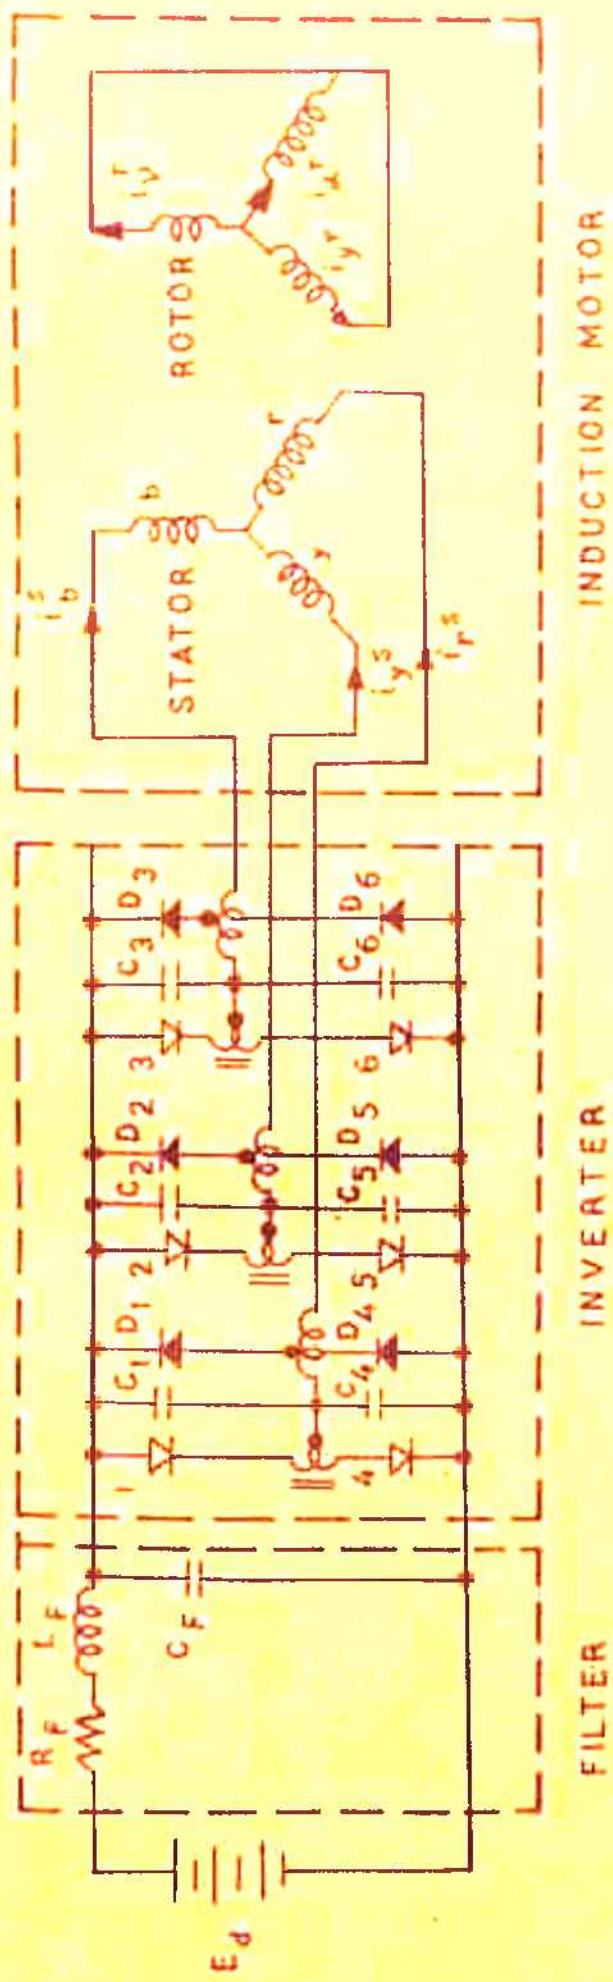 E_d
R_F L_F
C_F
FILTER
1 C_1 D_1 2 C_2 D_2 3 C_3 D_3
4 C_4 D_4 5 C_5 D_5 6 C_6 D_6
INVERTER
i_b^s
b
STATOR
r
y
i_y^s
i_r^s
ROTOR
i_y^r
INDUCTION MOTOR